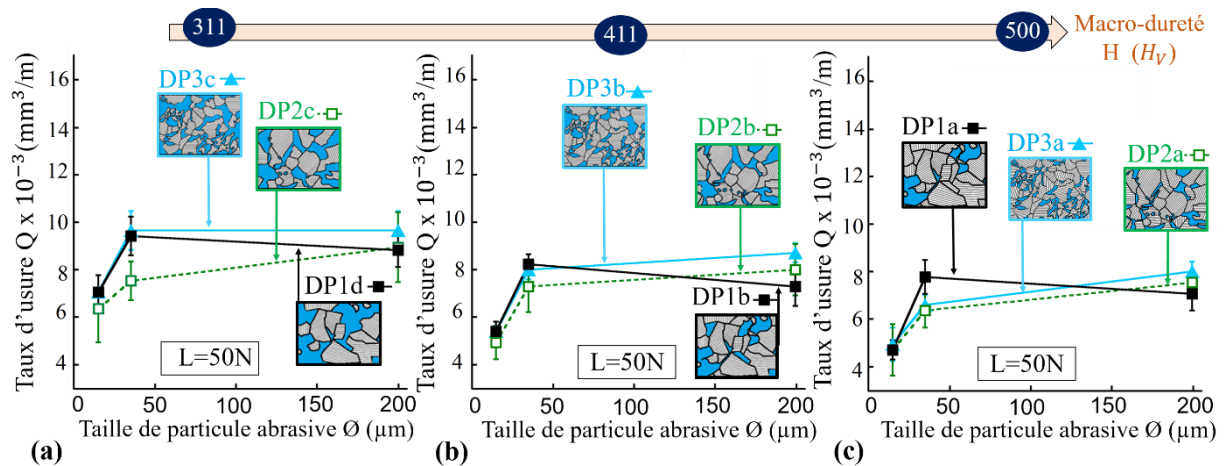 311
411
500
Macro-dureté
H (H_V)
Taux d'usure Q x 10⁻³ (mm³/m)
16
14
12
10
8
6
4
DP3c
DP2c
DP1d
L=50N
0
50
100
150
200
Taille de particule abrasive Ø (µm)
(a)
Taux d'usure Q x 10⁻³ (mm³/m)
16
14
12
10
8
6
4
DP3b
DP2b
DP1b
L=50N
0
50
100
150
200
Taille de particule abrasive Ø (µm)
(b)
Taux d'usure Q x 10⁻³ (mm³/m)
16
14
12
10
8
6
4
DP1a
DP3a
DP2a
L=50N
0
50
100
150
200
Taille de particule abrasive Ø (µm)
(c)